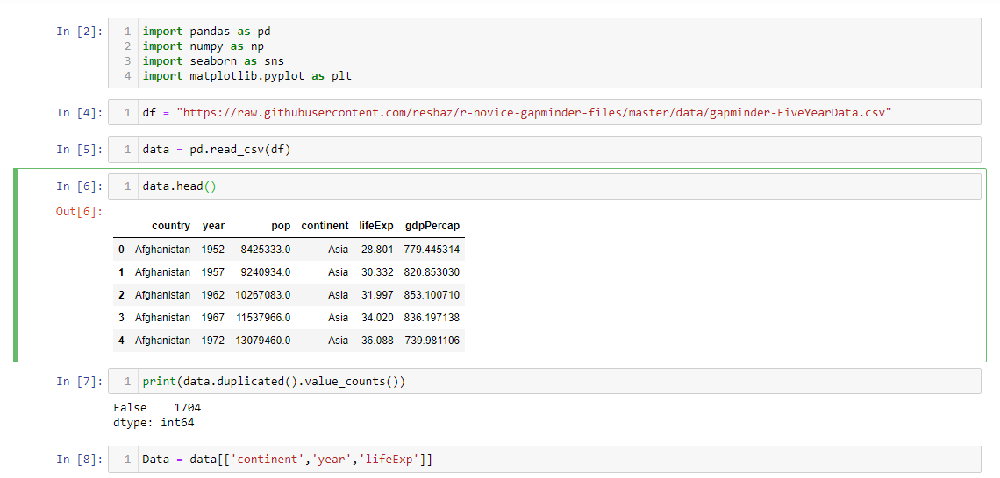 In [2]: 1 import pandas as pd
2 import numpy as np
3 import seaborn as sns
4 import matplotlib.pyplot as plt
In [4]: 1 df = "https://raw.githubusercontent.com/resbaz/r-novice-gapminder-files/master/data/gapminder-FiveYearData.csv"
In [5]: 1 data = pd.read_csv(df)
In [6]: 1 data.head()
Out[6]:
country year pop continent lifeExp gdpPercap
0 Afghanistan 1952 8425333.0 Asia 28.801 779.445314
1 Afghanistan 1957 9240934.0 Asia 30.332 820.853030
2 Afghanistan 1962 10267083.0 Asia 31.997 853.100710
3 Afghanistan 1967 11537966.0 Asia 34.020 836.197138
4 Afghanistan 1972 13079460.0 Asia 36.088 739.981106
In [7]: 1 print(data.duplicated().value_counts())
False 1704
dtype: int64
In [8]: 1 Data = data[['continent','year','lifeExp']]